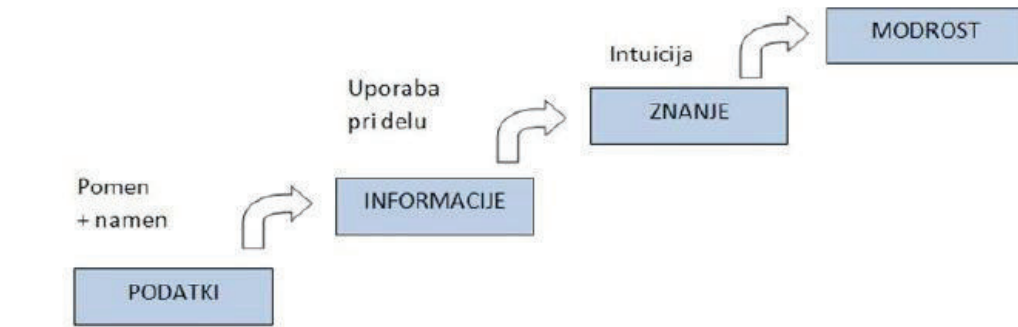 MODROST
Intuicija
ZNANJE
Uporaba
pri delu
INFORMACIJE
Pomen
+ namen
PODATKI